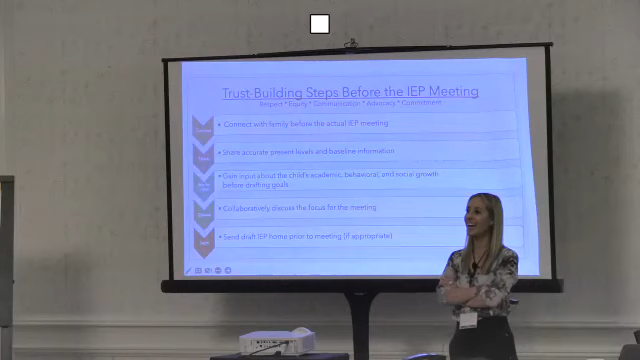 Trust-Building Steps Before the IEP Meeting
Respect * Equity * Communication * Advocacy * Commitment
• Connect with family before the actual IEP meeting
• Share accurate present levels and baseline information
• Gain input about the child's academic, behavioral, and social growth
before drafting goals
• Collaboratively discuss the focus for the meeting
• Send draft IEP home prior to meeting (if appropriate)